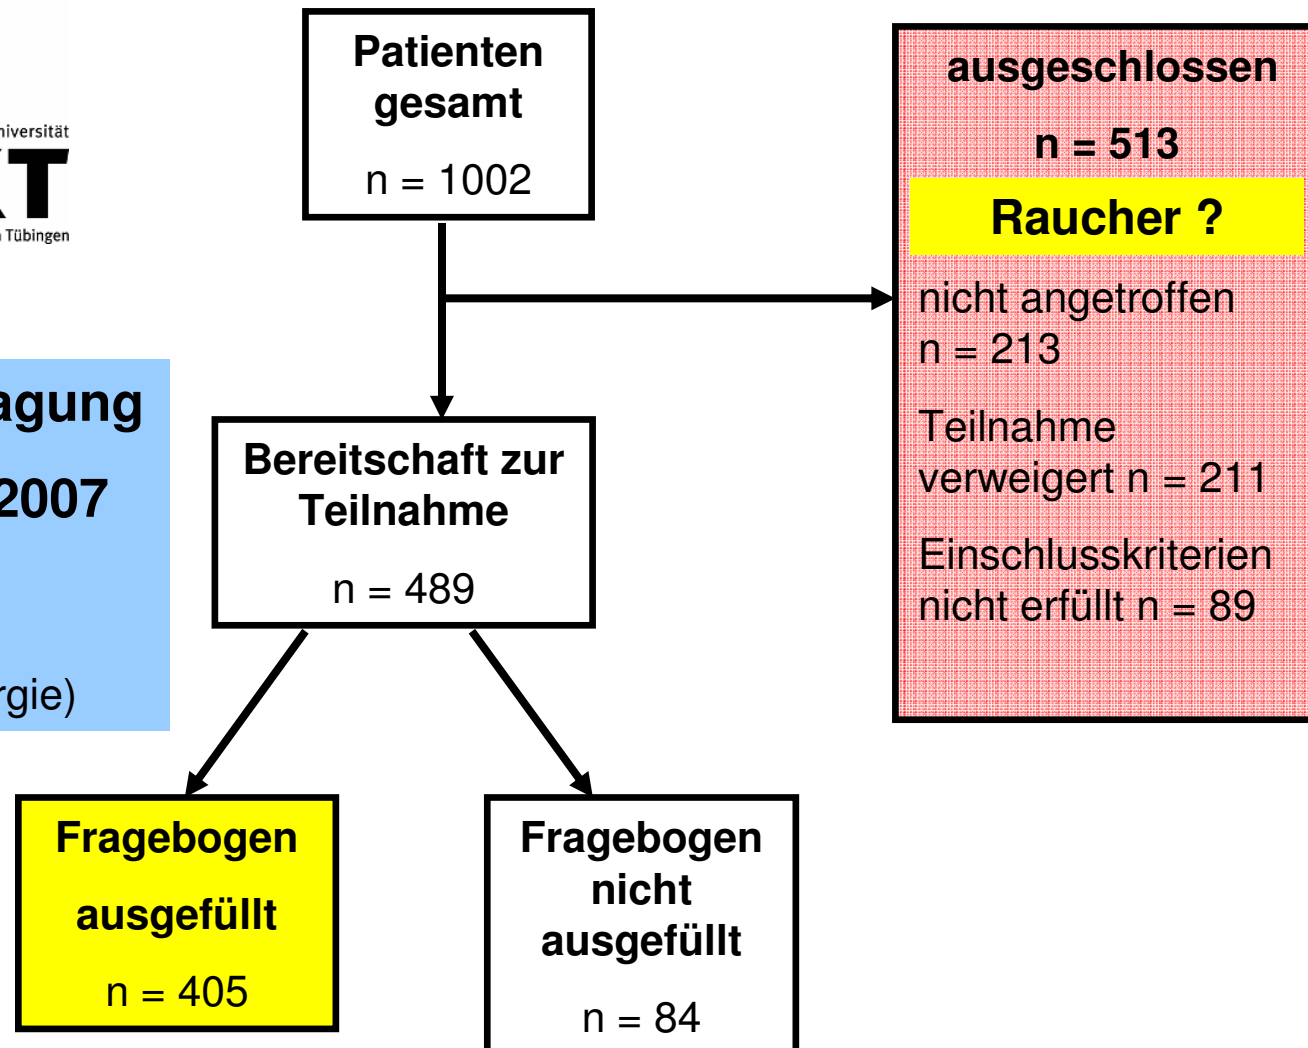 Patienten
gesamt
n = 1002
ausgeschlossen
n = 513
Raucher ?
nicht angetroffen
n = 213
Teilnahme
verweigert n = 211
Einschlusskriterien
nicht erfüllt n = 89
niversität
KT
Tübingen
agung
2007
rgie)
Bereitschaft zur
Teilnahme
n = 489
Fragebogen
ausgefüllt
n = 405
Fragebogen
nicht
ausgefüllt
n = 84